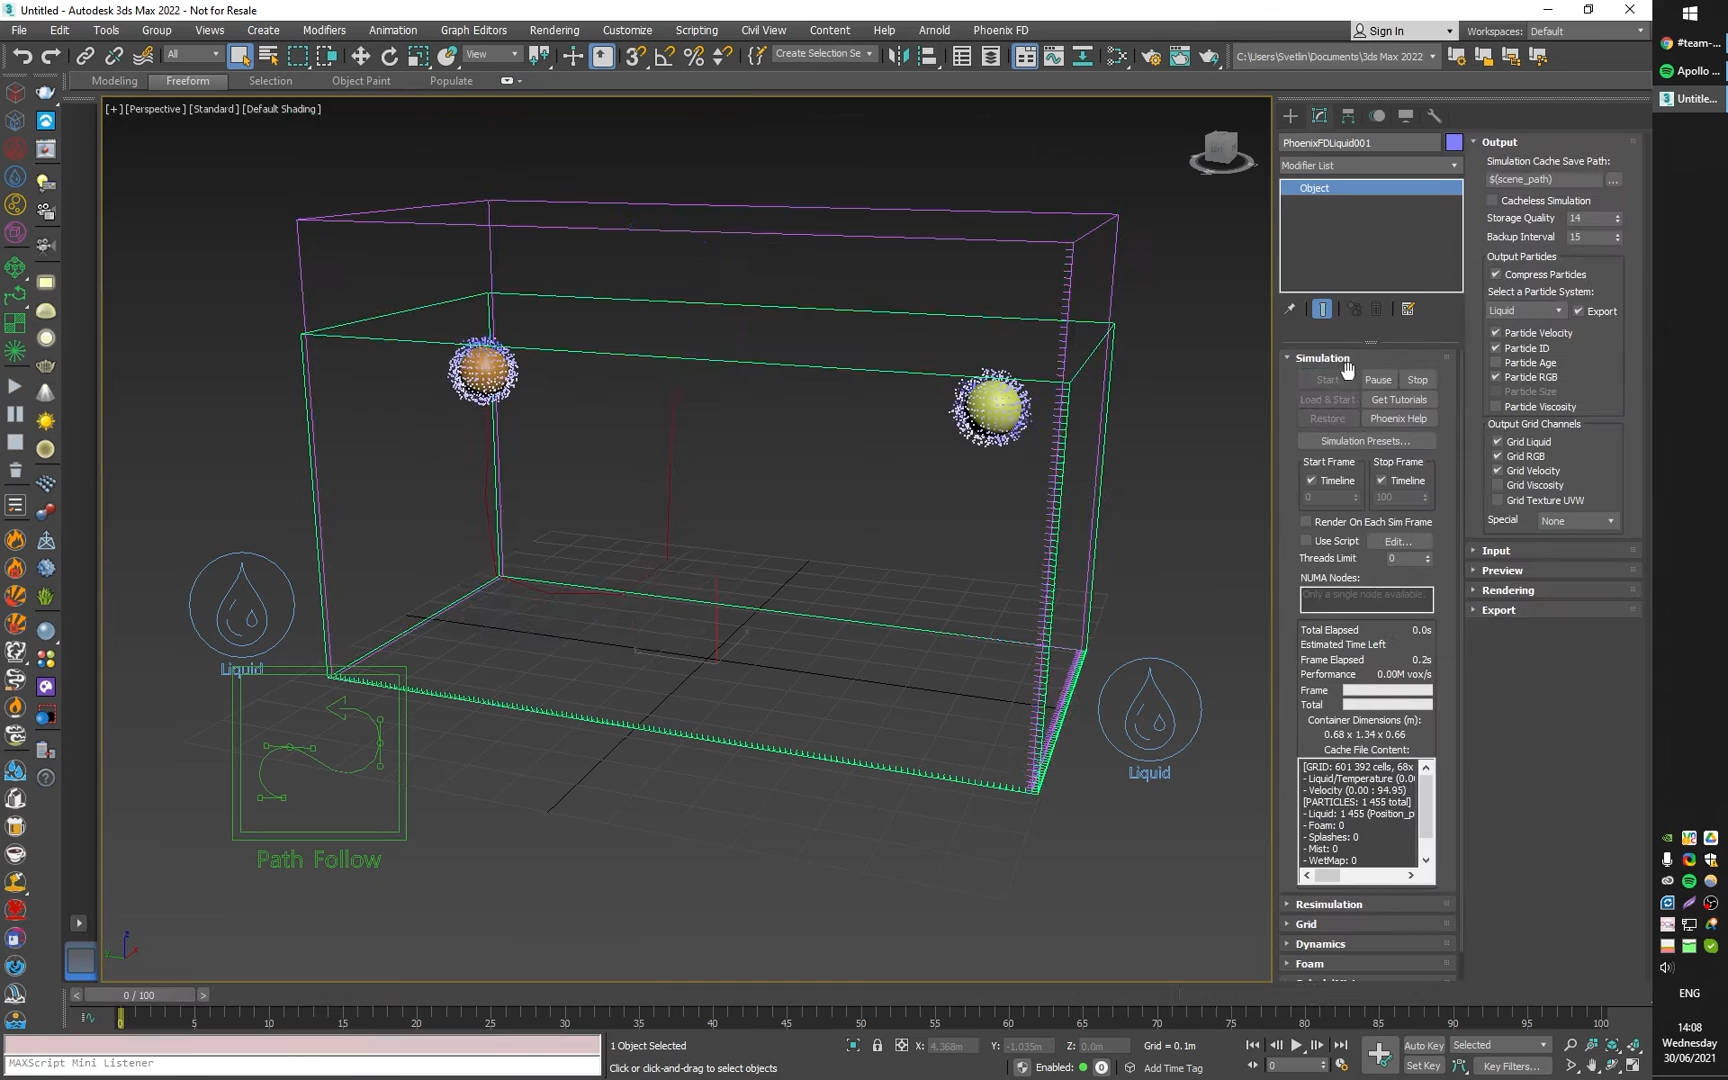 Untitled - Autodesk 3ds Max 2022 - Not for Resale
File Edit Tools Group Views Create Modifiers Animation Graph Editors Rendering Customize Scripting Civil View Content Help Arnold Phoenix FD
Sign In
Workspaces: Default
All
View
Create Selection Se
C:\Users\Svetlin\Documents\3ds Max 2022
Modeling Freeform Selection Object Paint Populate
[+] [Perspective] [Standard] [Default Shading]
Liquid
Path Follow
Liquid
PhoenixFDLiquid001
Modifier List
Object
Simulation
Start Pause Stop
Load & Start Get Tutorials
Restore Phoenix Help
Simulation Presets...
Start Frame Stop Frame
Timeline Timeline
0 100
Render On Each Sim Frame
Use Script Edit...
Threads Limit 0
NUMA Nodes:
Only a single node available.
Total Elapsed 0.0s
Estimated Time Left
Frame Elapsed 0.2s
Performance 0.00M vox/s
Frame
Total
Container Dimensions (m):
0.68 x 1.34 x 0.66
Cache File Content:
[GRID: 601 392 cells, 68x
- Liquid/Temperature (0.00
- Velocity (0.00 : 94.95)
[PARTICLES: 1 455 total]
- Liquid: 1 455 (Position_p
- Foam: 0
- Splashes: 0
- Mist: 0
- WetMap: 0
Resimulation
Grid
Dynamics
Foam
Output
Simulation Cache Save Path:
$(scene_path) ...
Cacheless Simulation
Storage Quality 14
Backup Interval 15
Output Particles
Compress Particles
Select a Particle System:
Liquid Export
Particle Velocity
Particle ID
Particle Age
Particle RGB
Particle Size
Particle Viscosity
Output Grid Channels
Grid Liquid
Grid RGB
Grid Velocity
Grid Viscosity
Grid Texture UVW
Special None
Input
Preview
Rendering
Export
#team-...
Apollo ...
Untitle...
ENG
14:08
Wednesday
30/06/2021
0 / 100
0 5 10 15 20 25 30 35 40 45 50 55 60 65 70 75 80 85 90 95 100
MAXScript Mini Listener
1 Object Selected
Click or click-and-drag to select objects
X: 4.368m Y: -1.035m Z: 0.0m Grid = 0.1m
Enabled: 0 Add Time Tag
0
Auto Key Selected
Set Key Key Filters...